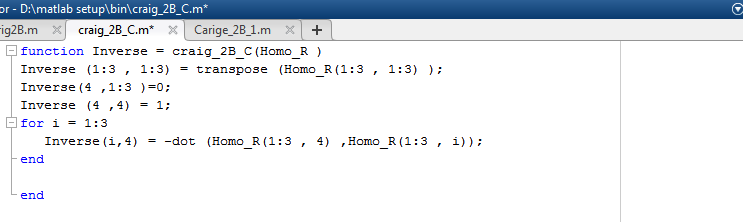 or - D:\matlab setup\bin\craig_2B_C.m*
ig2B.m craig_2B_C.m* Carige_2B_1.m
function Inverse = craig_2B_C(Homo_R )
Inverse (1:3 , 1:3) = transpose (Homo_R(1:3 , 1:3) );
Inverse(4 ,1:3 )=0;
Inverse (4 ,4) = 1;
for i = 1:3
Inverse(i,4) = -dot (Homo_R(1:3 , 4) ,Homo_R(1:3 , i));
end
end